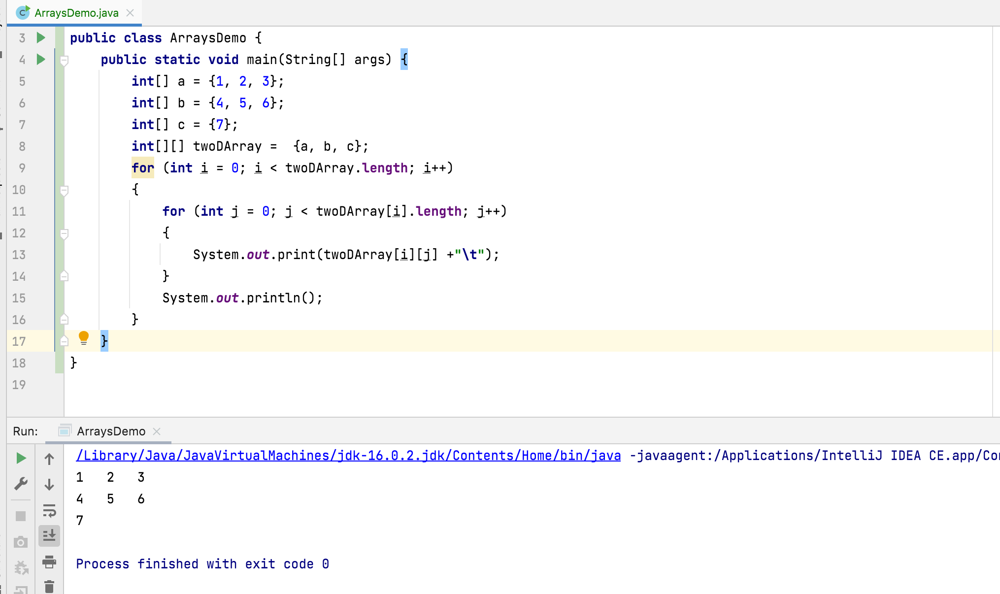 ArraysDemo.java
3 public class ArraysDemo {
4     public static void main(String[] args) {
5         int[] a = {1, 2, 3};
6         int[] b = {4, 5, 6};
7         int[] c = {7};
8         int[][] twoDArray =  {a, b, c};
9         for (int i = 0; i < twoDArray.length; i++)
10         {
11             for (int j = 0; j < twoDArray[i].length; j++)
12             {
13                 System.out.print(twoDArray[i][j] +"\t");
14             }
15             System.out.println();
16         }
17     }
18 }
19
Run: ArraysDemo
/Library/Java/JavaVirtualMachines/jdk-16.0.2.jdk/Contents/Home/bin/java -javaagent:/Applications/IntelliJ IDEA CE.app/Con
1   2   3
4   5   6
7
Process finished with exit code 0